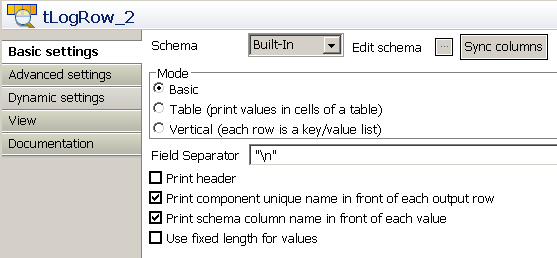 tLogRow_2
Basic settings
Advanced settings
Dynamic settings
View
Documentation
Schema Built-In Edit schema ... Sync columns
Mode
Basic
Table (print values in cells of a table)
Vertical (each row is a key/value list)
Field Separator "\n"
Print header
Print component unique name in front of each output row
Print schema column name in front of each value
Use fixed length for values